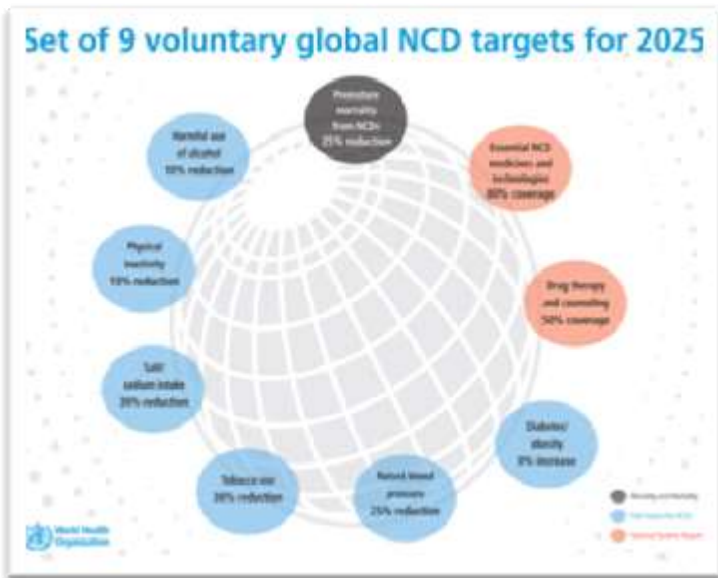 Set of 9 voluntary global NCD targets for 2025
Premature
mortality
from NCDs
25% reduction
Essential NCD
medicines and
technologies
80% coverage
Drug therapy
and counseling
50% coverage
Diabetes/
obesity
0% increase
Raised blood
pressure
25% reduction
Tobacco use
30% reduction
Salt/
sodium intake
30% reduction
Physical
inactivity
10% reduction
Harmful use
of alcohol
10% reduction
World Health
Organization